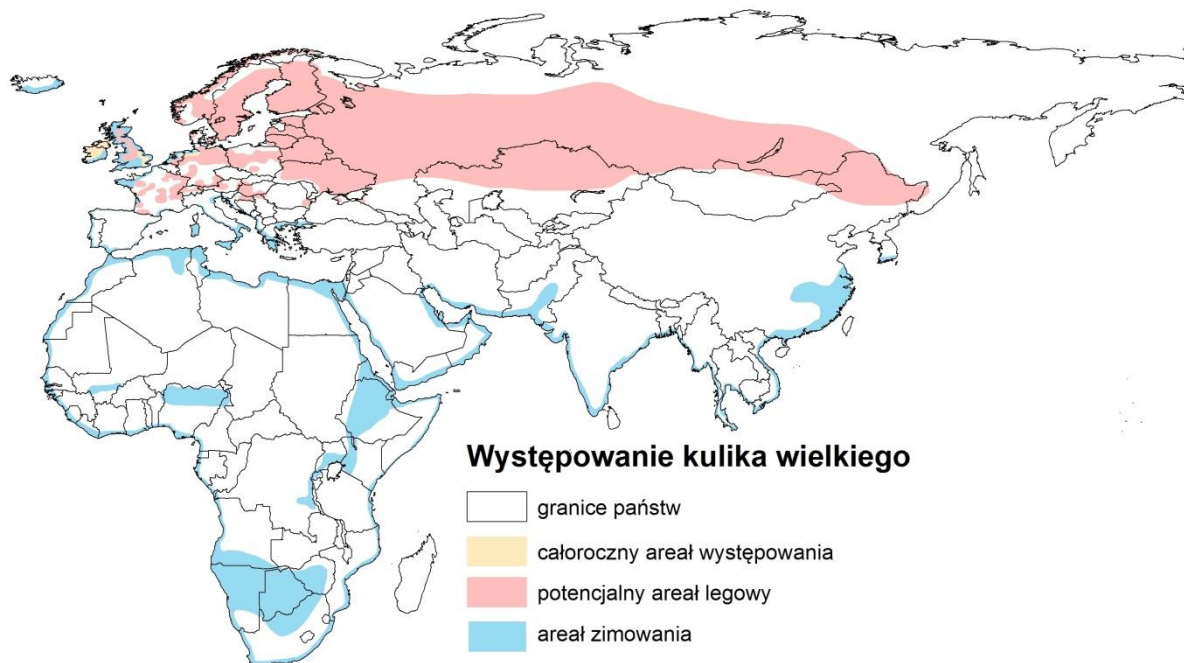 Występowanie kulika wielkiego
granice państw
całoroczny areał występowania
potencjalny areał legowy
areał zimowania